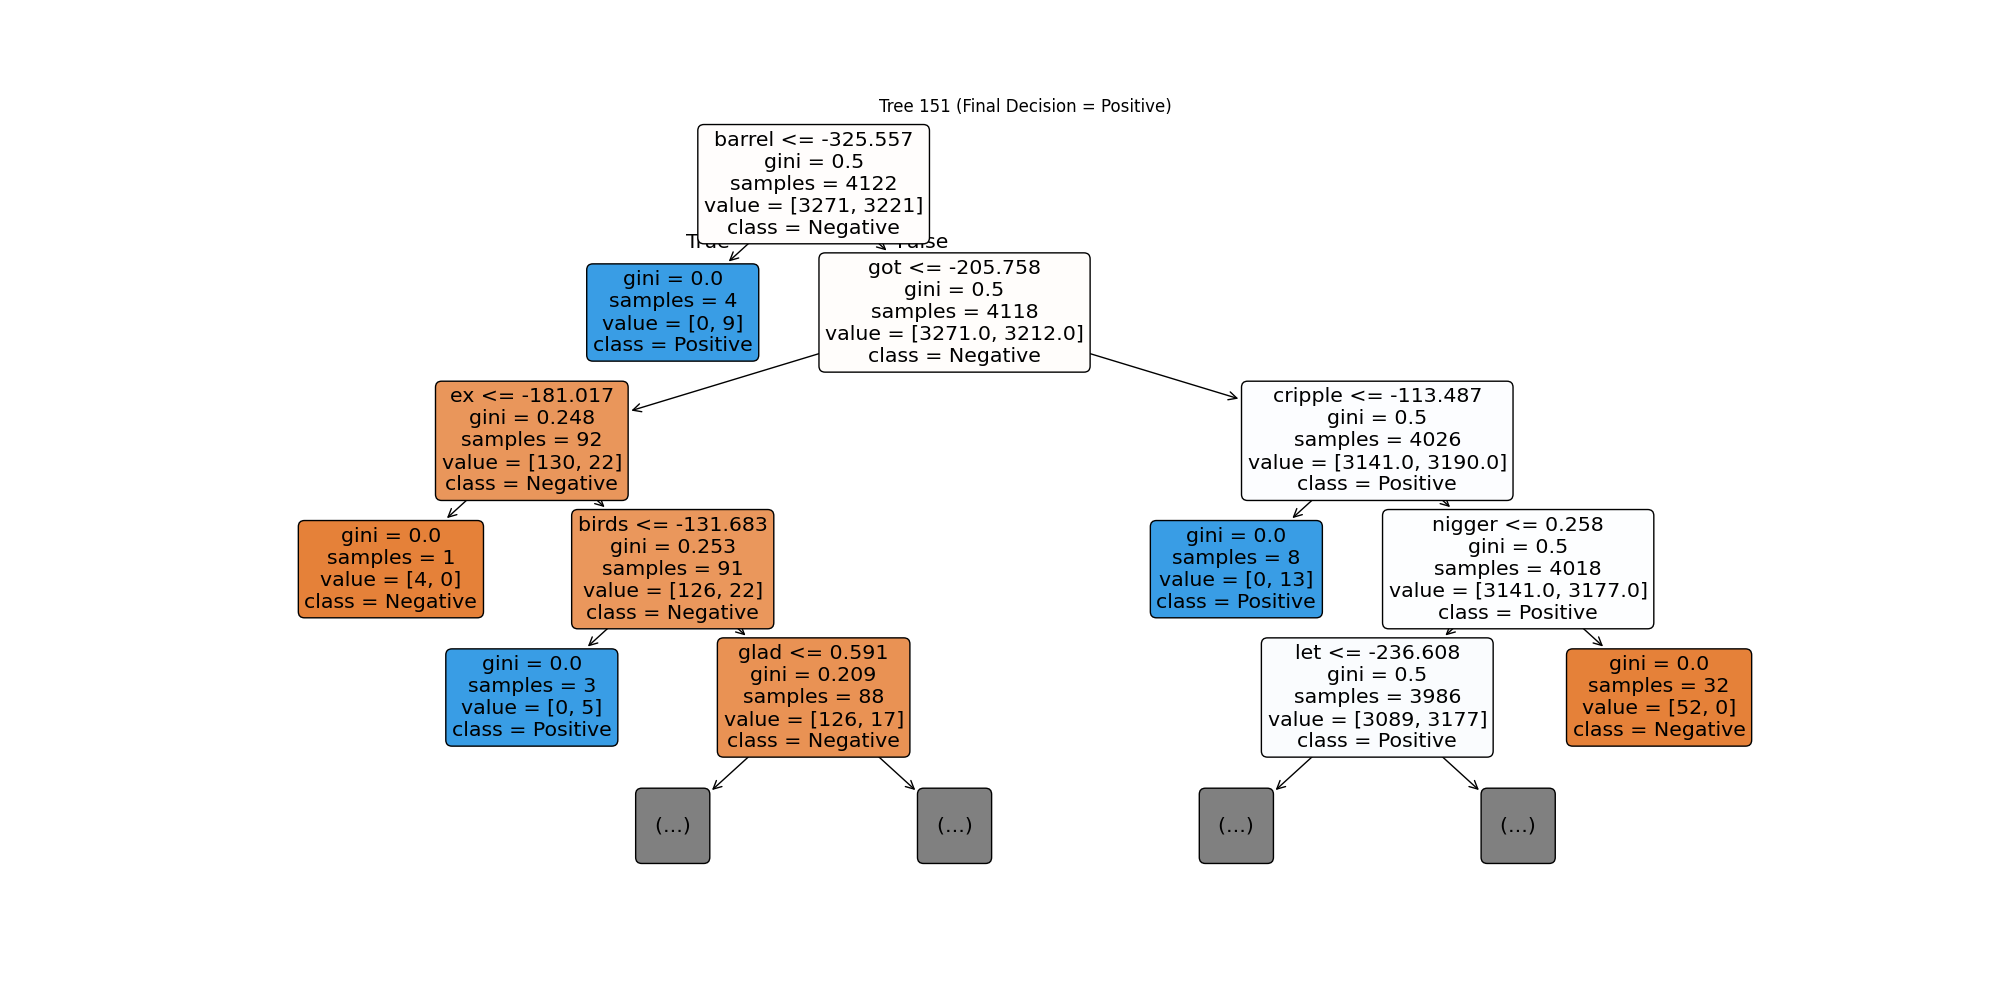 Tree 151 (Final Decision = Positive)
barrel <= -325.557
gini = 0.5
samples = 4122
value = [3271, 3221]
class = Negative
True
False
gini = 0.0
samples = 4
value = [0, 9]
class = Positive
got <= -205.758
gini = 0.5
samples = 4118
value = [3271.0, 3212.0]
class = Negative
ex <= -181.017
gini = 0.248
samples = 92
value = [130, 22]
class = Negative
cripple <= -113.487
gini = 0.5
samples = 4026
value = [3141.0, 3190.0]
class = Positive
gini = 0.0
samples = 1
value = [4, 0]
class = Negative
birds <= -131.683
gini = 0.253
samples = 91
value = [126, 22]
class = Negative
gini = 0.0
samples = 8
value = [0, 13]
class = Positive
nigger <= 0.258
gini = 0.5
samples = 4018
value = [3141.0, 3177.0]
class = Positive
gini = 0.0
samples = 3
value = [0, 5]
class = Positive
glad <= 0.591
gini = 0.209
samples = 88
value = [126, 17]
class = Negative
let <= -236.608
gini = 0.5
samples = 3986
value = [3089, 3177]
class = Positive
gini = 0.0
samples = 32
value = [52, 0]
class = Negative
(...)
(...)
(...)
(...)